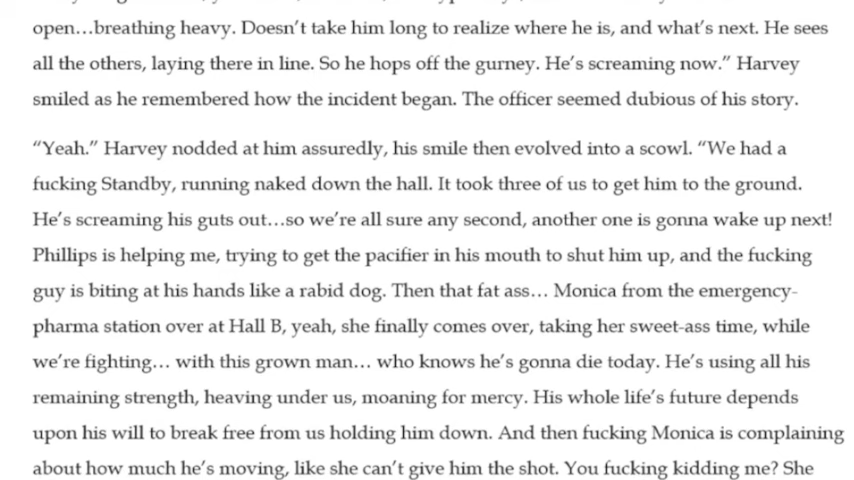 open…breathing heavy. Doesn’t take him long to realize where he is, and what’s next. He sees
all the others, laying there in line. So he hops off the gurney. He’s screaming now.” Harvey
smiled as he remembered how the incident began. The officer seemed dubious of his story.
“Yeah.” Harvey nodded at him assuredly, his smile then evolved into a scowl. “We had a
fucking Standby, running naked down the hall. It took three of us to get him to the ground.
He’s screaming his guts out…so we’re all sure any second, another one is gonna wake up next!
Phillips is helping me, trying to get the pacifier in his mouth to shut him up, and the fucking
guy is biting at his hands like a rabid dog. Then that fat ass… Monica from the emergency-
pharma station over at Hall B, yeah, she finally comes over, taking her sweet-ass time, while
we’re fighting… with this grown man… who knows he’s gonna die today. He’s using all his
remaining strength, heaving under us, moaning for mercy. His whole life’s future depends
upon his will to break free from us holding him down. And then fucking Monica is complaining
about how much he’s moving, like she can’t give him the shot. You fucking kidding me? She